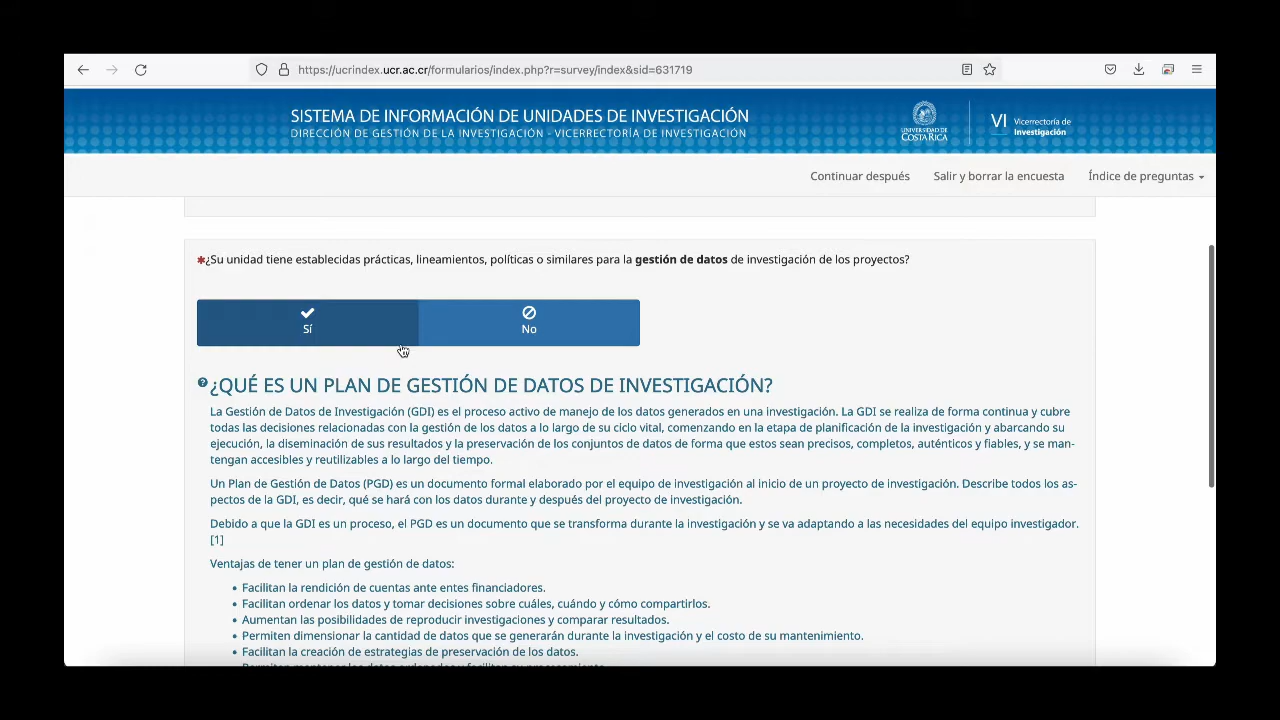 https://ucrindex.ucr.ac.cr/formularios/index.php?r=survey/index&sid=631719
SISTEMA DE INFORMACIÓN DE UNIDADES DE INVESTIGACIÓN
DIRECCIÓN DE GESTIÓN DE LA INVESTIGACIÓN - VICERRECTORÍA DE INVESTIGACIÓN
UNIVERSIDAD DE
COSTA RICA
VI Vicerrectoría de
Investigación
Continuar después Salir y borrar la encuesta Índice de preguntas
✱¿Su unidad tiene establecidas prácticas, lineamientos, políticas o similares para la gestión de datos de investigación de los proyectos?
Sí No
¿QUÉ ES UN PLAN DE GESTIÓN DE DATOS DE INVESTIGACIÓN?
La Gestión de Datos de Investigación (GDI) es el proceso activo de manejo de los datos generados en una investigación. La GDI se realiza de forma continua y cubre
todas las decisiones relacionadas con la gestión de los datos a lo largo de su ciclo vital, comenzando en la etapa de planificación de la investigación y abarcando su
ejecución, la diseminación de sus resultados y la preservación de los conjuntos de datos de forma que estos sean precisos, completos, auténticos y fiables, y se man-
tengan accesibles y reutilizables a lo largo del tiempo.
Un Plan de Gestión de Datos (PGD) es un documento formal elaborado por el equipo de investigación al inicio de un proyecto de investigación. Describe todos los as-
pectos de la GDI, es decir, qué se hará con los datos durante y después del proyecto de investigación.
Debido a que la GDI es un proceso, el PGD es un documento que se transforma durante la investigación y se va adaptando a las necesidades del equipo investigador.
[1]
Ventajas de tener un plan de gestión de datos:
• Facilitan la rendición de cuentas ante entes financiadores.
• Facilitan ordenar los datos y tomar decisiones sobre cuáles, cuándo y cómo compartirlos.
• Aumentan las posibilidades de reproducir investigaciones y comparar resultados.
• Permiten dimensionar la cantidad de datos que se generarán durante la investigación y el costo de su mantenimiento.
• Facilitan la creación de estrategias de preservación de los datos.